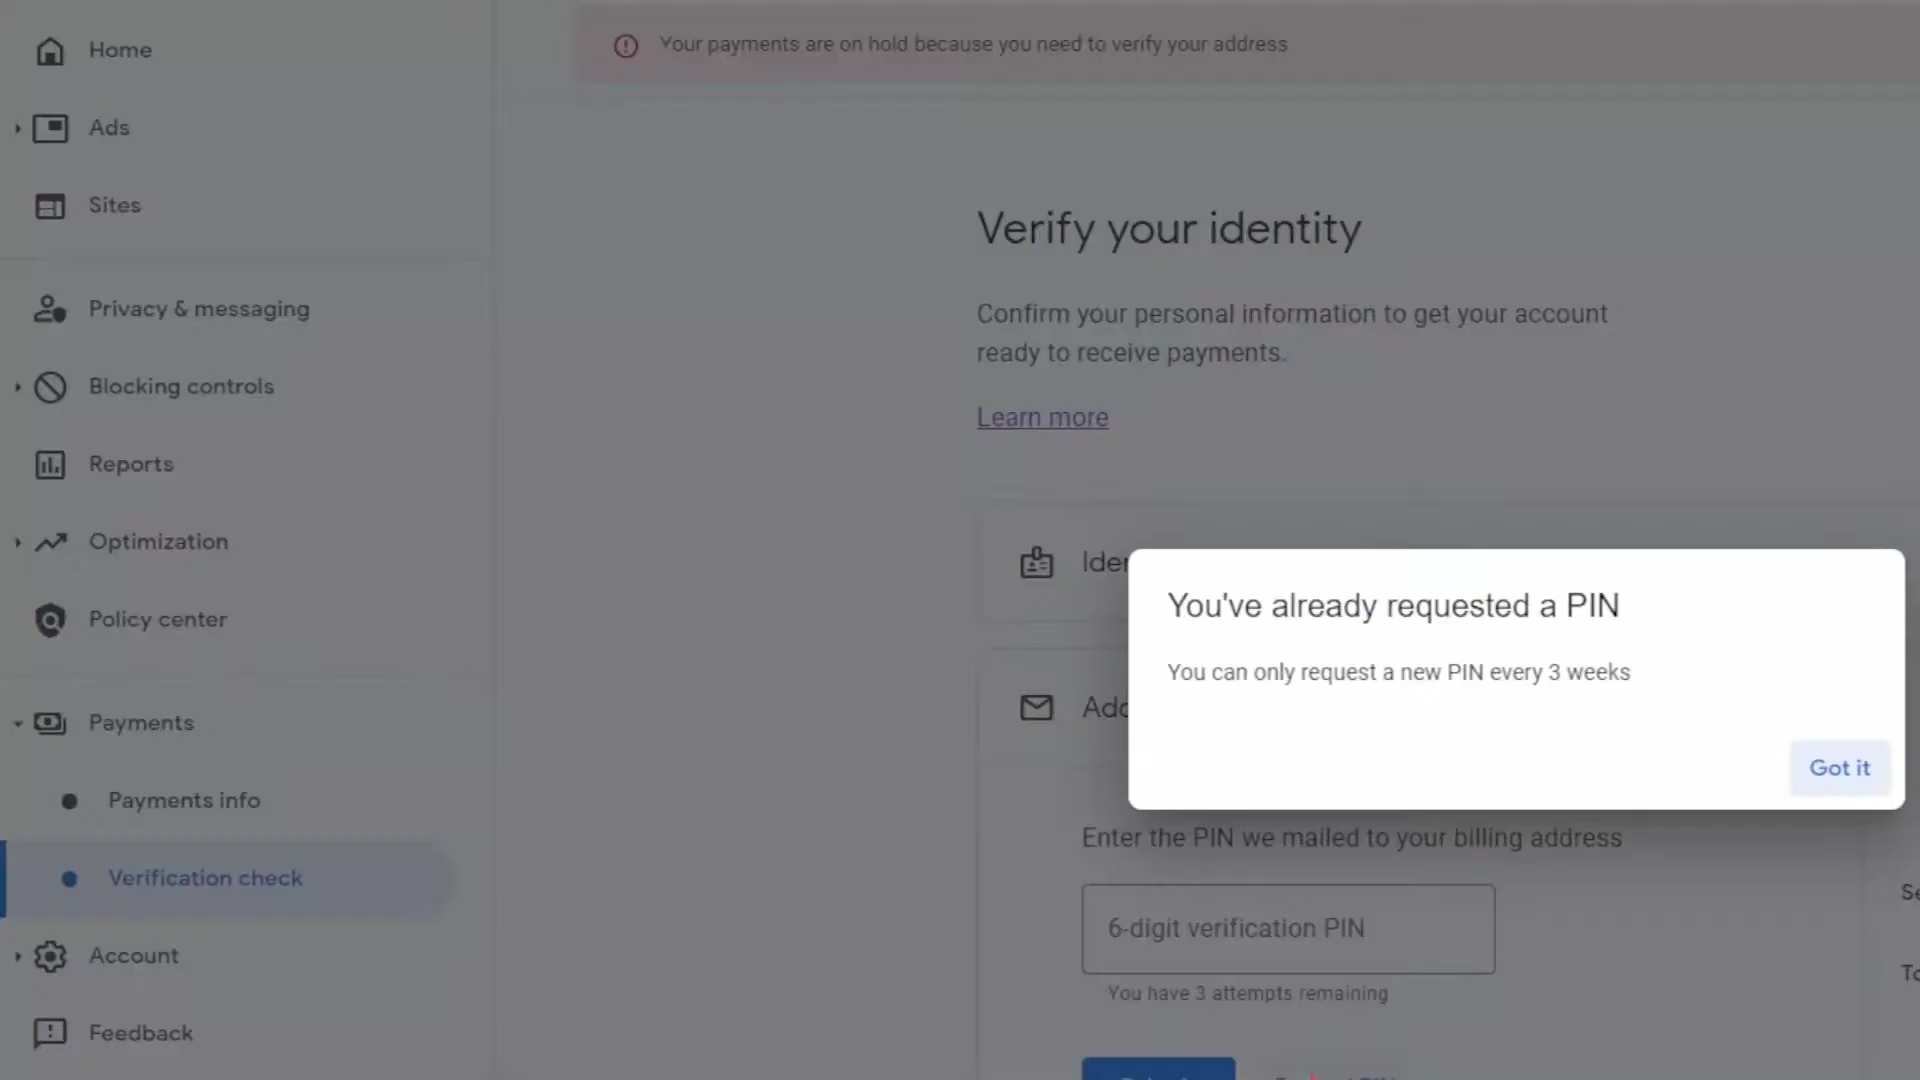 Home
Ads
Sites
Privacy & messaging
Blocking controls
Reports
Optimization
Policy center
Payments
Payments info
Verification check
Account
Feedback
Your payments are on hold because you need to verify your address
Verify your identity
Confirm your personal information to get your account
ready to receive payments.
Learn more
You've already requested a PIN
You can only request a new PIN every 3 weeks
Got it
Enter the PIN we mailed to your billing address
6-digit verification PIN
You have 3 attempts remaining